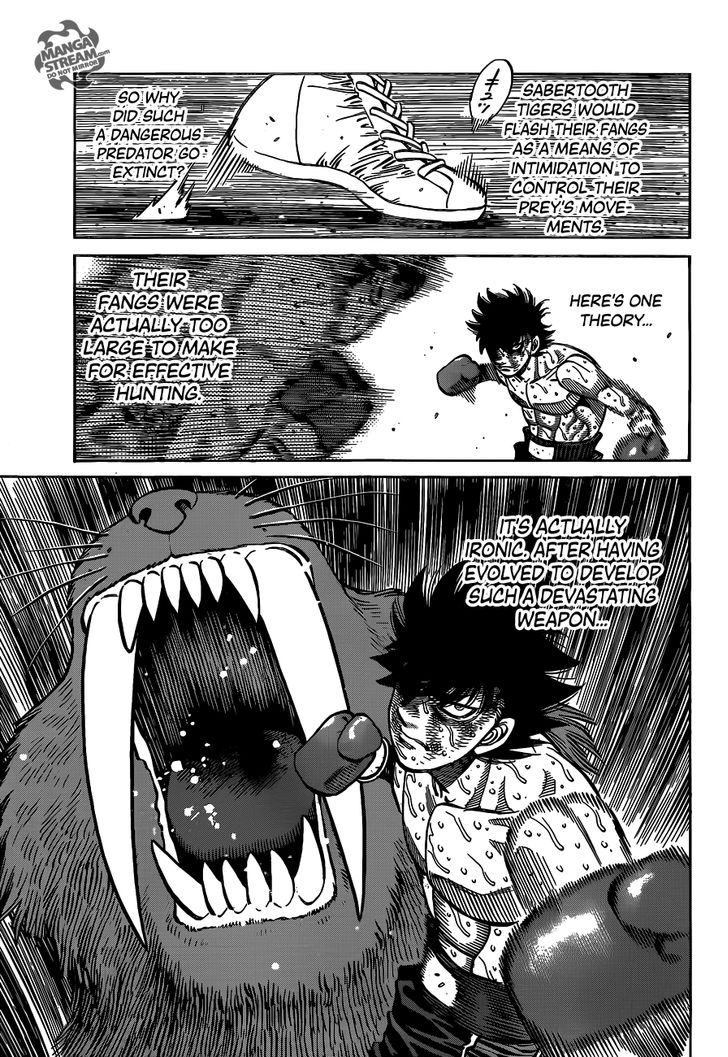 MANGA
STREAM.com
DO NOT MIRROR
SABERTOOTH
TIGERS WOULD
FLASH THEIR FANGS
AS A MEANS OF
INTIMIDATION TO
CONTROL THEIR
PREY'S MOVE-
MENTS.
SO WHY
DID SUCH
A DANGEROUS
PREDATOR GO
EXTINCT?
HERE'S ONE
THEORY...
THEIR
FANGS WERE
ACTUALLY TOO
LARGE TO MAKE
FOR EFFECTIVE
HUNTING.
IT'S ACTUALLY
IRONIC. AFTER HAVING
EVOLVED TO DEVELOP
SUCH A DEVASTATING
WEAPON...